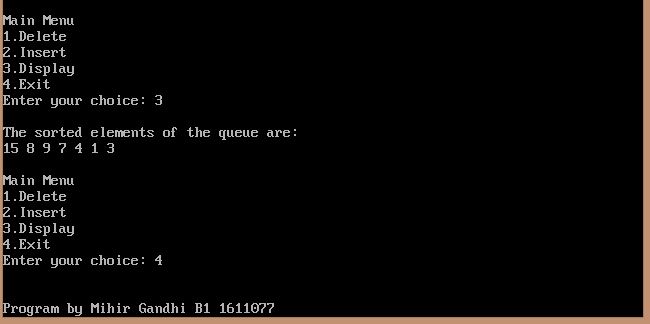 Main Menu
1.Delete
2.Insert
3.Display
4.Exit
Enter your choice: 3
The sorted elements of the queue are:
15 8 9 7 4 1 3
Main Menu
1.Delete
2.Insert
3.Display
4.Exit
Enter your choice: 4
Program by Mihir Gandhi B1 1611077